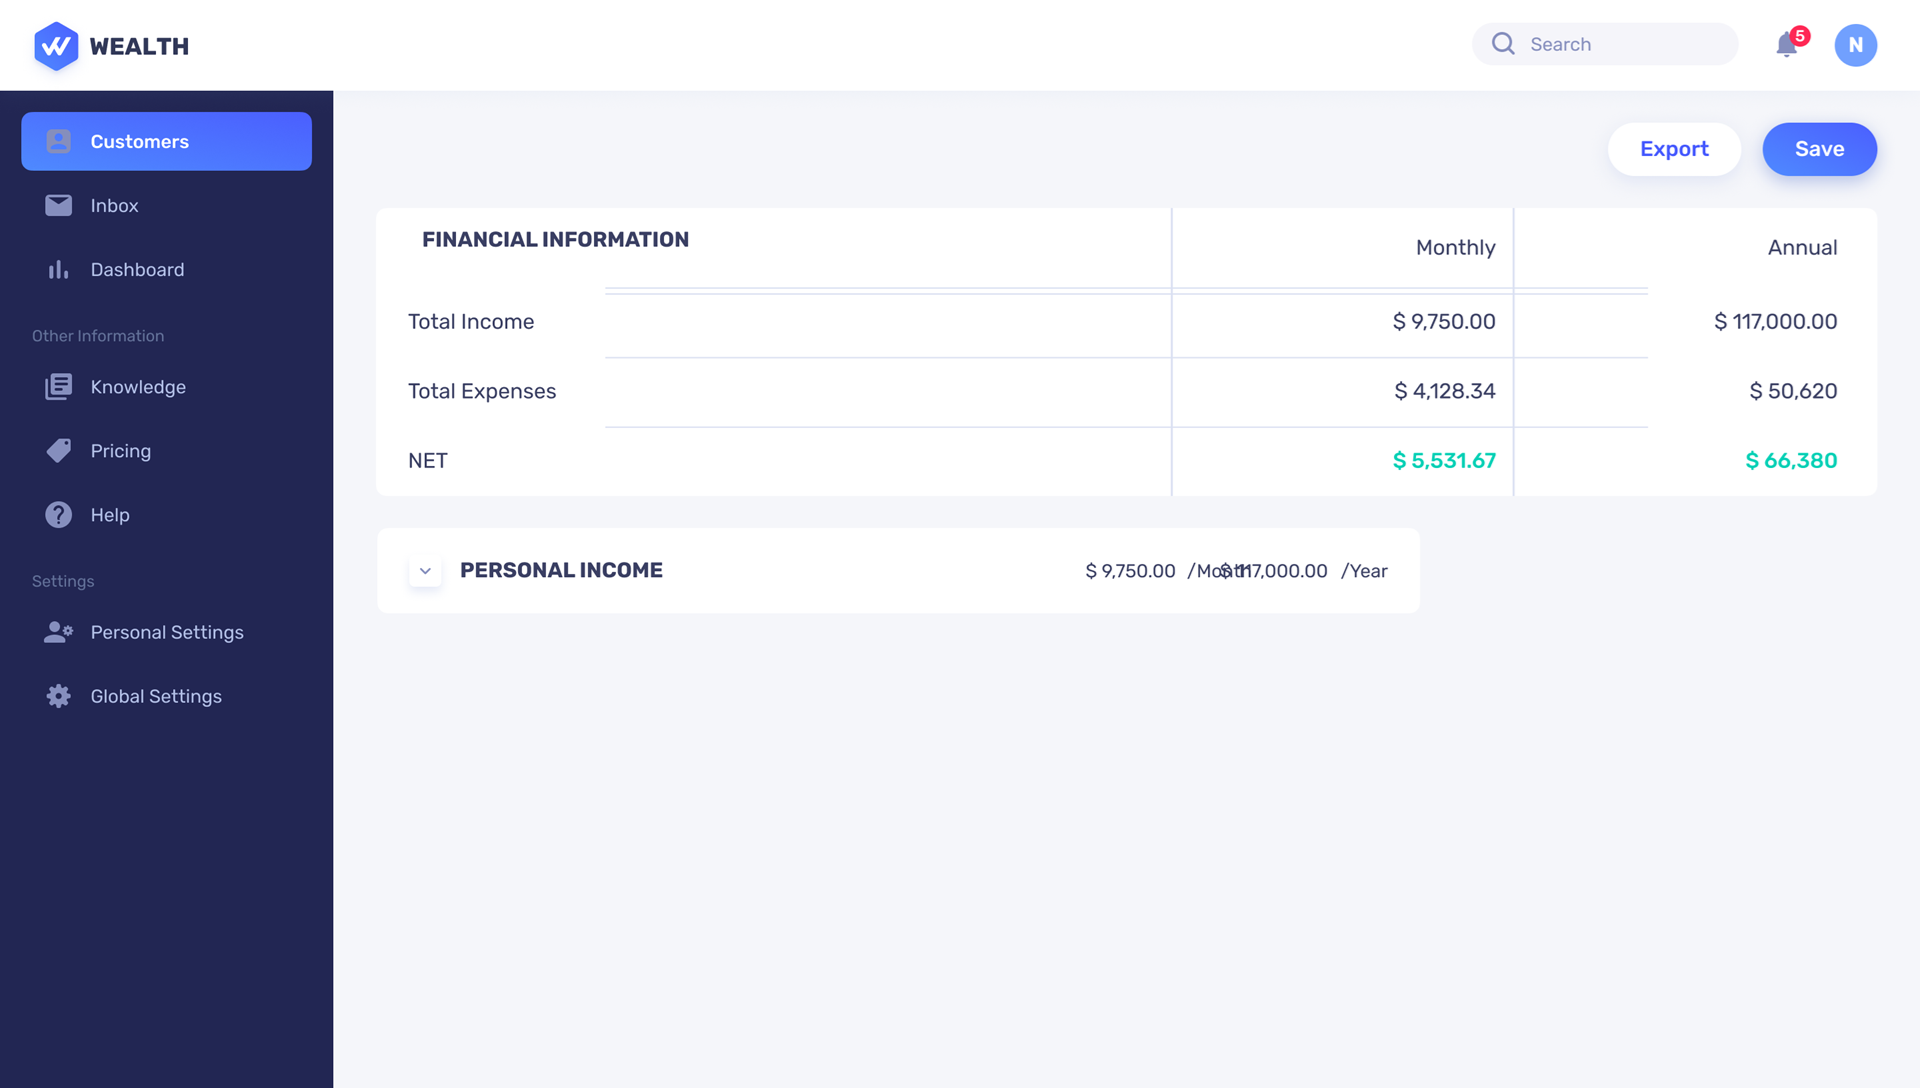 WEALTH
Search
5
N
Customers
Inbox
Dashboard
Other Information
Knowledge
Pricing
Help
Settings
Personal Settings
Global Settings
Export
Save
FINANCIAL INFORMATION Monthly Annual
Total Income $ 9,750.00 $ 117,000.00
Total Expenses $ 4,128.34 $ 50,620
NET $ 5,531.67 $ 66,380
PERSONAL INCOME $ 9,750.00 /Month $ 117,000.00 /Year